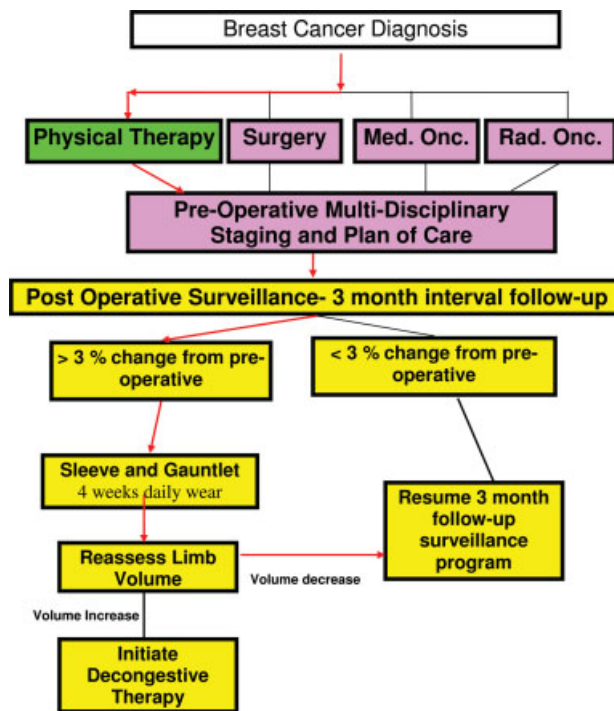 Breast Cancer Diagnosis
Physical Therapy
Surgery
Med. Onc.
Rad. Onc.
Pre-Operative Multi-Disciplinary
Staging and Plan of Care
Post Operative Surveillance- 3 month interval follow-up
> 3 % change from pre-
operative
< 3 % change from pre-
operative
Sleeve and Gauntlet
4 weeks daily wear
Resume 3 month
follow-up
surveillance
program
Reassess Limb
Volume
Volume decrease
Volume Increase
Initiate
Decongestive
Therapy